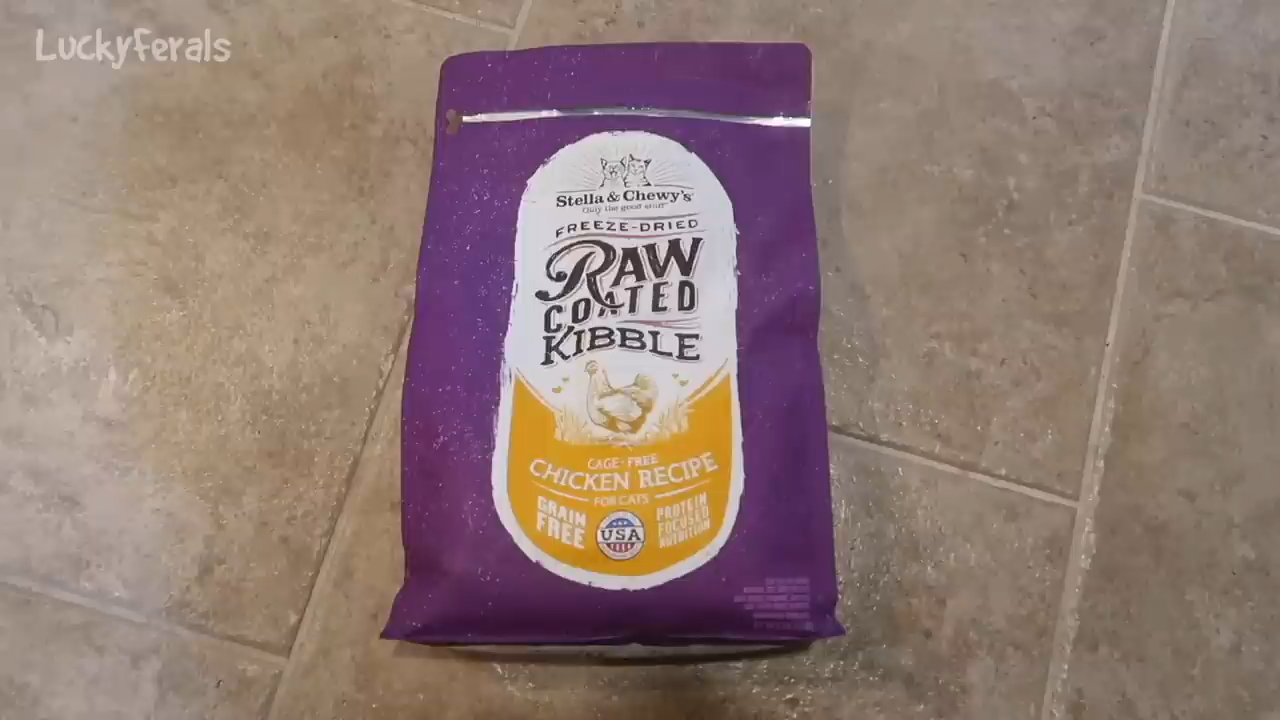 LuckyFerals
Stella & Chewy's
Only the good stuff
FREEZE-DRIED
RAW
COATED
KIBBLE
CAGE-FREE
CHICKEN RECIPE
FOR CATS
GRAIN
FREE
USA
PROTEIN
FOCUSED
NUTRITION